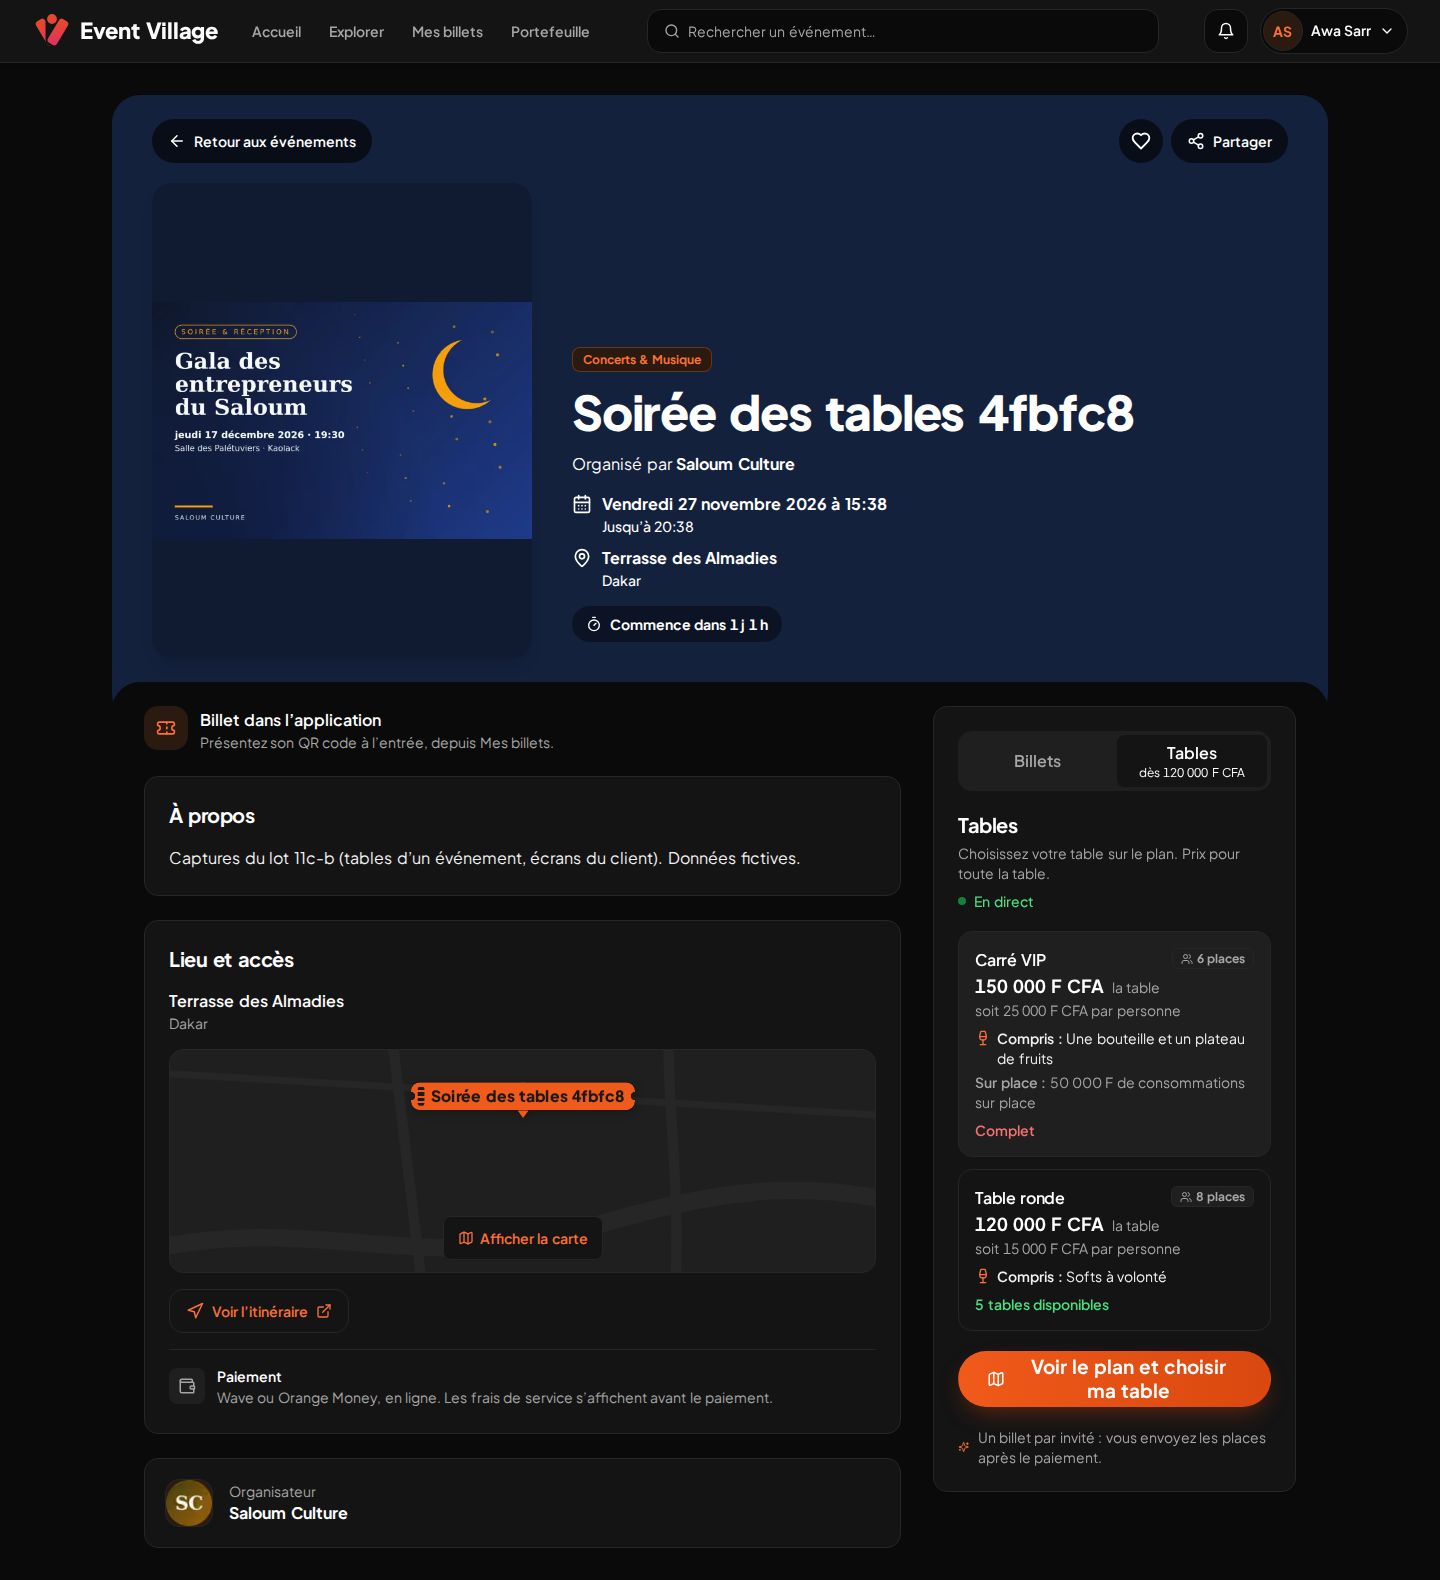 Event Village
Accueil
Explorer
Mes billets
Portefeuille
Rechercher un événement…
AS
Awa Sarr
Retour aux événements
Partager
SOIRÉE & RÉCEPTION
Gala des
entrepreneurs
du Saloum
jeudi 17 décembre 2026 · 19:30
Salle des Palétuviers · Kaolack
SALOUM CULTURE
Concerts & Musique
Soirée des tables 4fbfc8
Organisé par Saloum Culture
Vendredi 27 novembre 2026 à 15:38
Jusqu’à 20:38
Terrasse des Almadies
Dakar
Commence dans 1 j 1 h
Billet dans l’application
Présentez son QR code à l’entrée, depuis Mes billets.
À propos
Captures du lot 11c-b (tables d’un événement, écrans du client). Données fictives.
Lieu et accès
Terrasse des Almadies
Dakar
Soirée des tables 4fbfc8
Afficher la carte
Voir l’itinéraire
Paiement
Wave ou Orange Money, en ligne. Les frais de service s’affichent avant le paiement.
SC
Organisateur
Saloum Culture
Billets
Tables
dès 120 000 F CFA
Tables
Choisissez votre table sur le plan. Prix pour
toute la table.
En direct
Carré VIP
6 places
150 000 F CFA la table
soit 25 000 F CFA par personne
Compris : Une bouteille et un plateau
de fruits
Sur place : 50 000 F de consommations
sur place
Complet
Table ronde
8 places
120 000 F CFA la table
soit 15 000 F CFA par personne
Compris : Softs à volonté
5 tables disponibles
Voir le plan et choisir
ma table
Un billet par invité : vous envoyez les places
après le paiement.